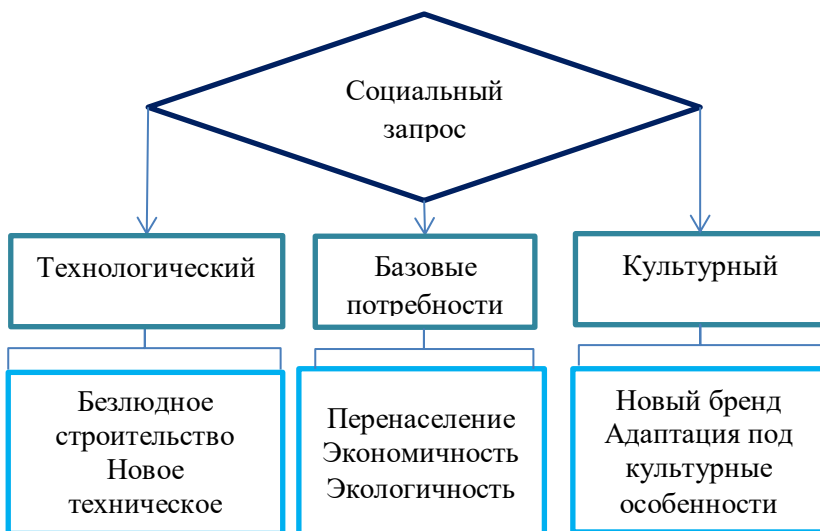 Социальный
запрос
Технологический
Базовые
потребности
Культурный
Безлюдное
строительство
Новое
техническое
Перенаселение
Экономичность
Экологичность
Новый бренд
Адаптация под
культурные
особенности